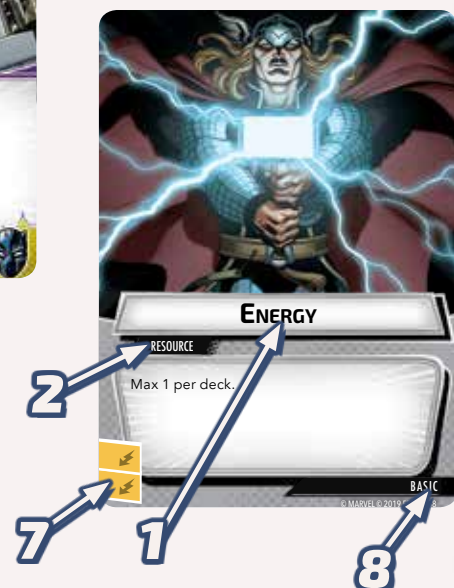 ENERGY
RESOURCE
2
Max 1 per deck.
BASIC
© MARVEL © 2019
7
1
8